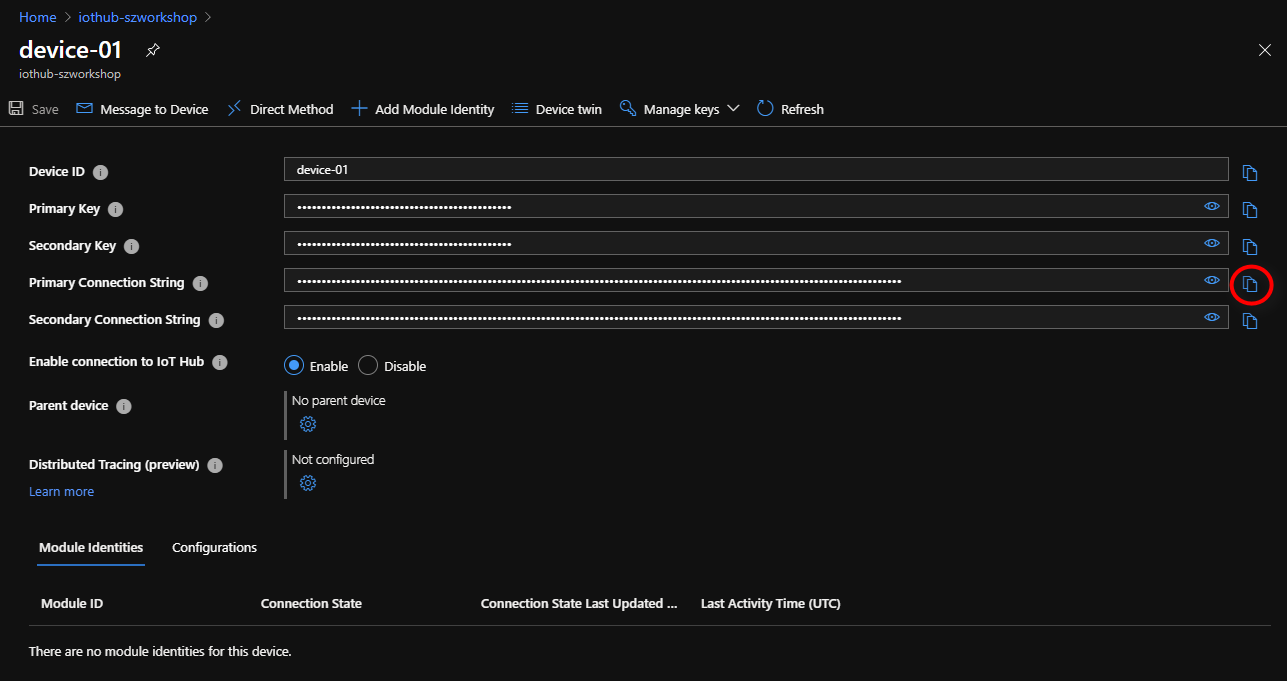 Home > iothub-szworkshop >
device-01
iothub-szworkshop
Save Message to Device Direct Method Add Module Identity Device twin Manage keys Refresh
Device ID device-01
Primary Key ••••••••••••••••••••••••••••••••••••••••••••
Secondary Key ••••••••••••••••••••••••••••••••••••••••••••
Primary Connection String
Secondary Connection String
Enable connection to IoT Hub Enable Disable
Parent device No parent device
Distributed Tracing (preview) Not configured
Learn more
Module Identities Configurations
Module ID Connection State Connection State Last Updated ... Last Activity Time (UTC)
There are no module identities for this device.